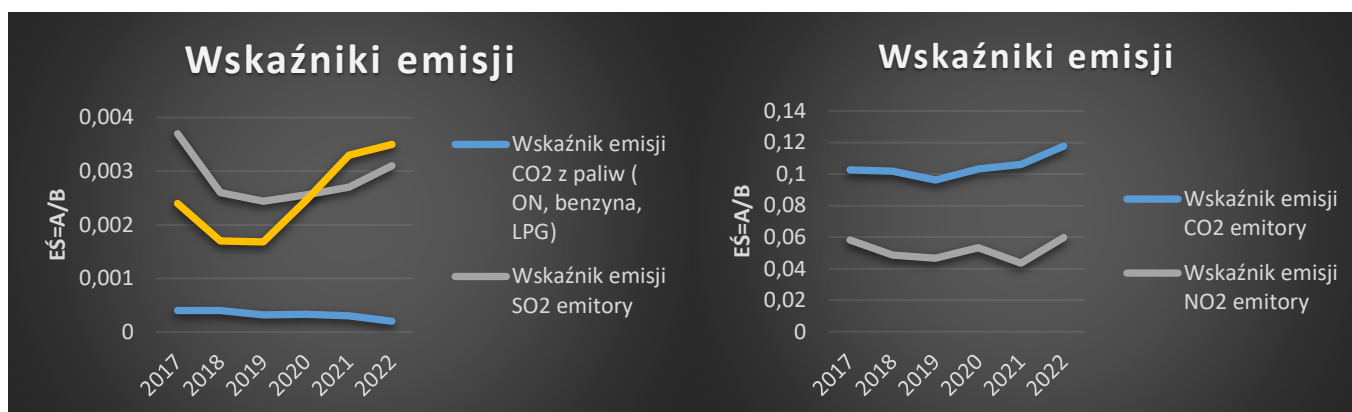 Wskaźniki emisji
0,004
0,003
0,002
0,001
0
EŚ=A/B
2017
2018
2019
2020
2021
2022
Wskaźnik emisji
CO2 z paliw (
ON, benzyna,
LPG)
Wskaźnik emisji
SO2 emitory
Wskaźniki emisji
0,14
0,12
0,1
0,08
0,06
0,04
0,02
0
EŚ=A/B
2017
2018
2019
2020
2021
2022
Wskaźnik emisji
CO2 emitory
Wskaźnik emisji
NO2 emitory